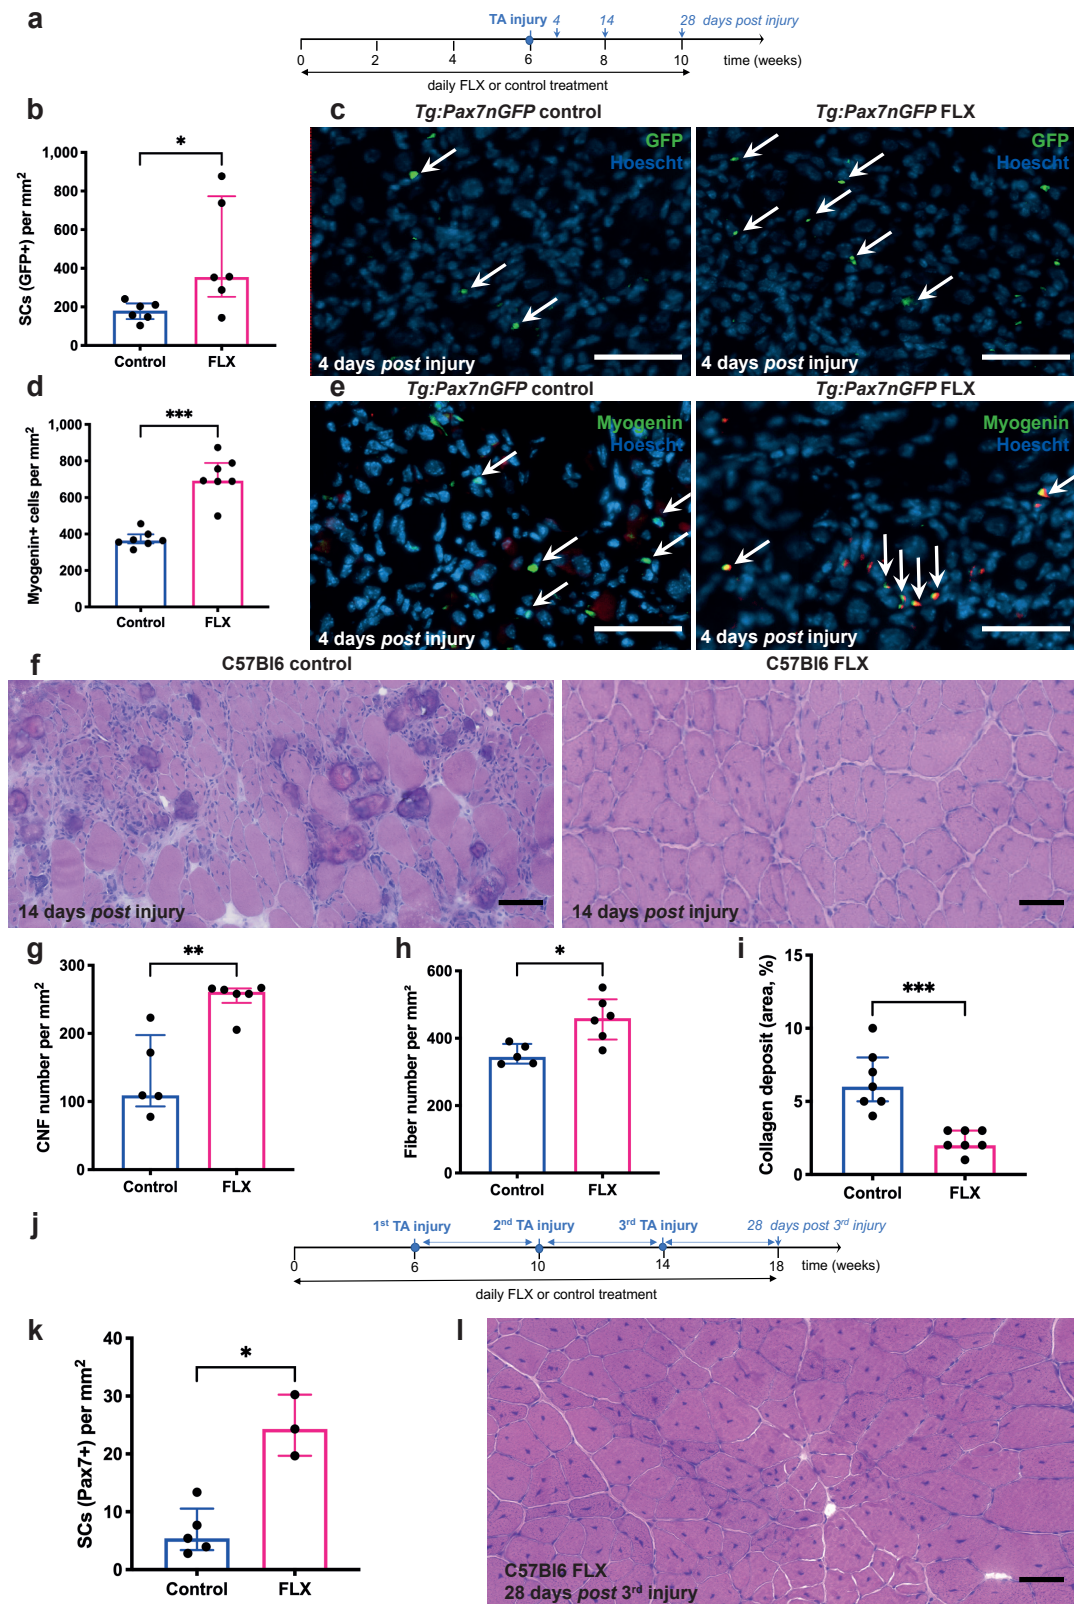 a
TA injury 4 14 28 days post injury
0 2 4 6 8 10 time (weeks)
daily FLX or control treatment
b
SCs (GFP+) per mm²
1,000
800
600
400
200
0
*
Control FLX
c
Tg:Pax7nGFP control
GFP
Hoescht
4 days post injury
Tg:Pax7nGFP FLX
GFP
Hoescht
4 days post injury
d
Myogenin+ cells per mm²
1,000
800
600
400
200
0
***
Control FLX
e
Tg:Pax7nGFP control
Myogenin
Hoescht
4 days post injury
Tg:Pax7nGFP FLX
Myogenin
Hoescht
4 days post injury
f
C57Bl6 control
14 days post injury
C57Bl6 FLX
14 days post injury
g
CNF number per mm²
300
200
100
0
**
Control FLX
h
Fiber number per mm²
600
400
200
0
*
Control FLX
i
Collagen deposit (area, %)
15
10
5
0
***
Control FLX
j
1st TA injury 2nd TA injury 3rd TA injury 28 days post 3rd injury
0 6 10 14 18 time (weeks)
daily FLX or control treatment
k
SCs (Pax7+) per mm²
40
30
20
10
0
*
Control FLX
l
C57Bl6 FLX
28 days post 3rd injury